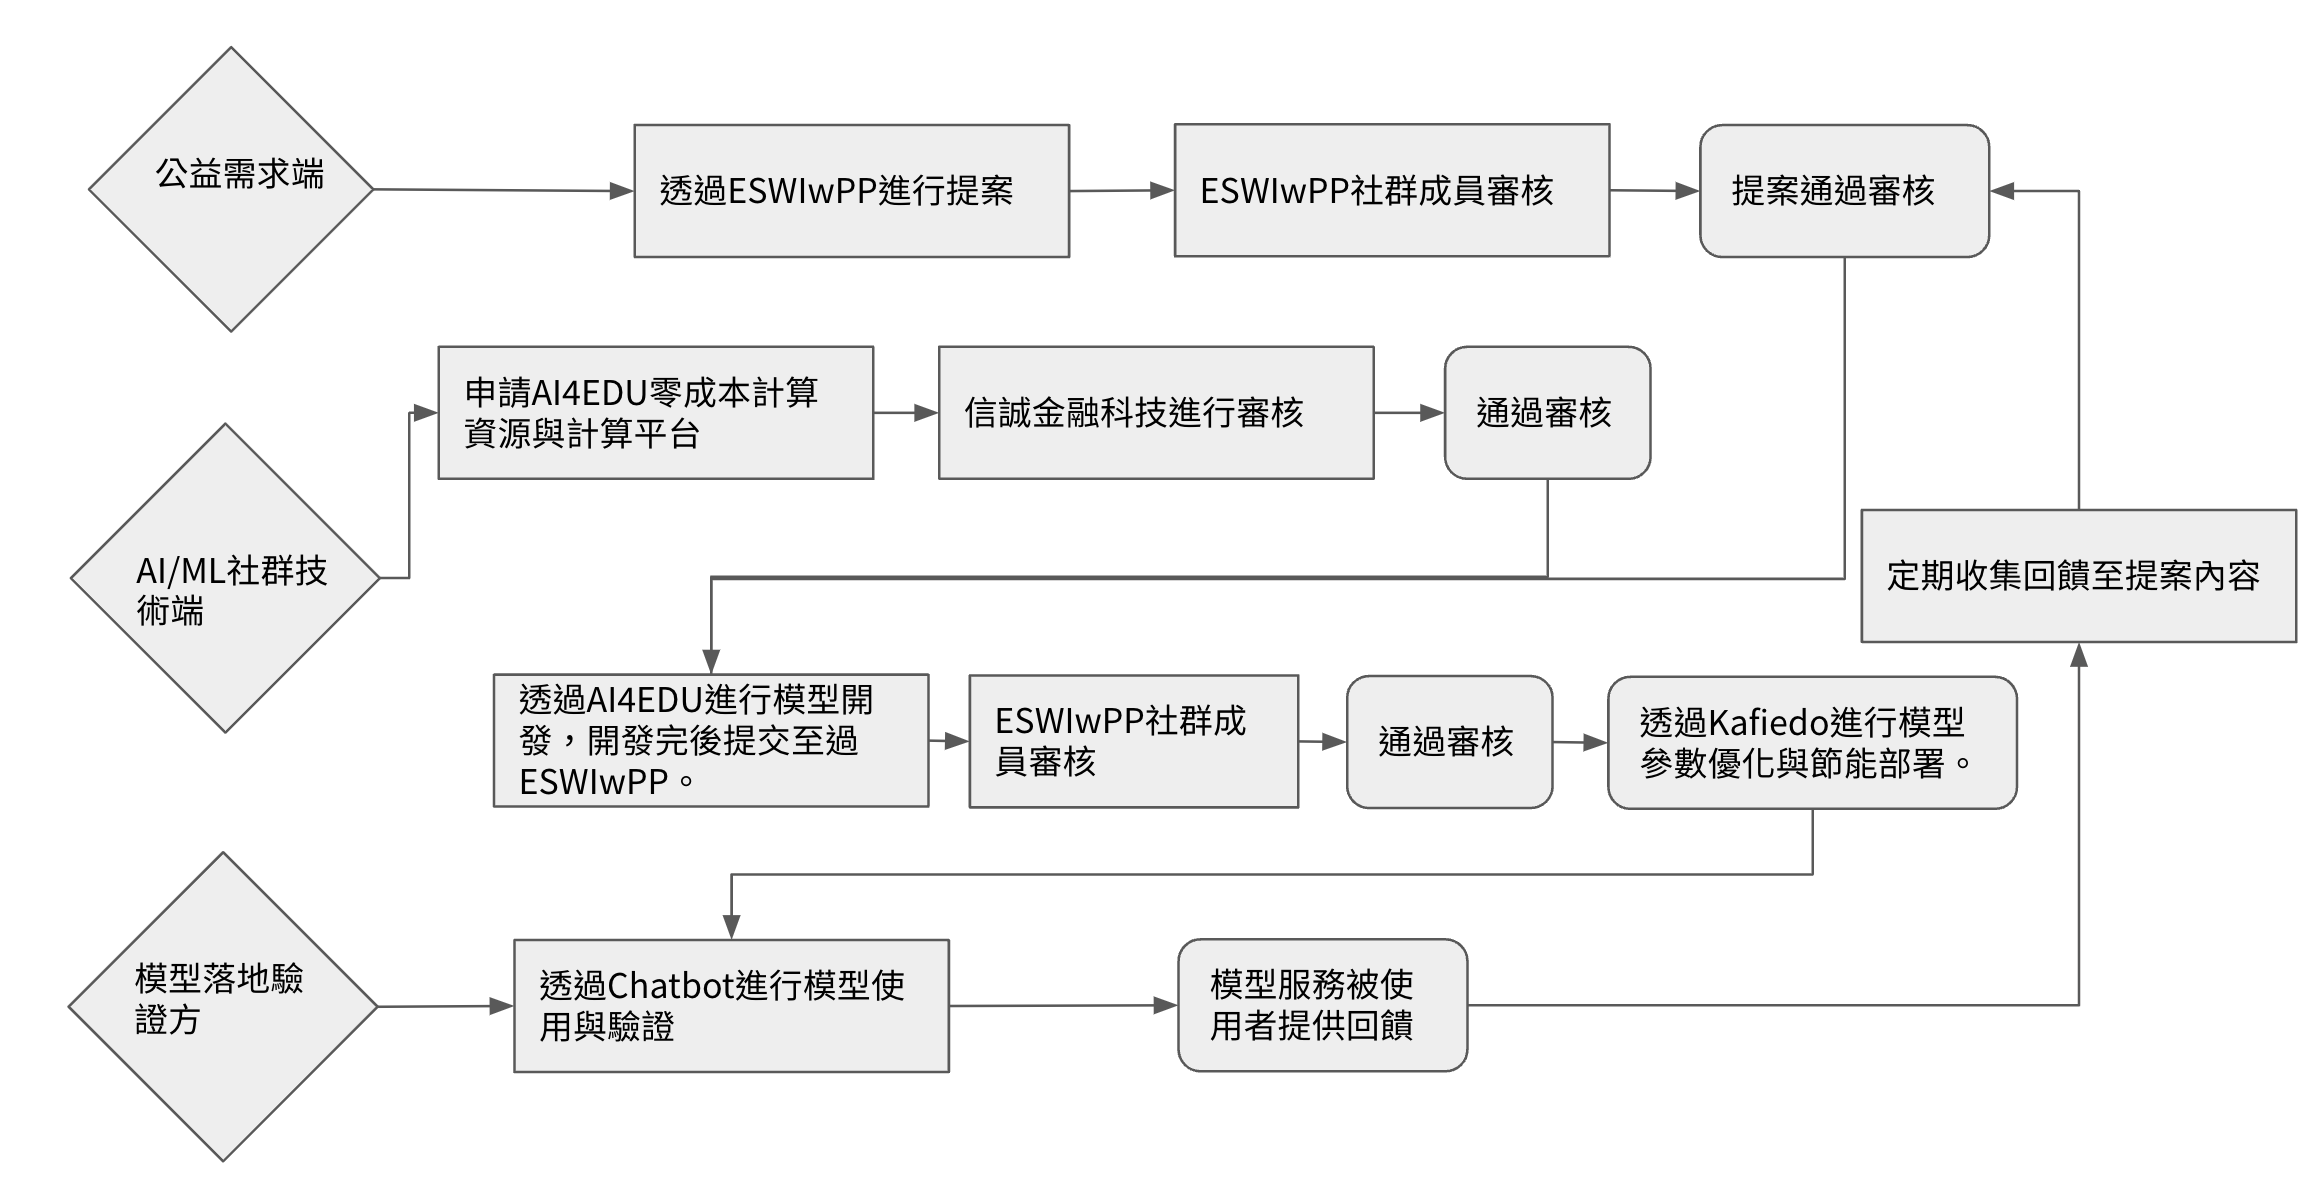 公益需求端
透過ESWIwPP進行提案
ESWIwPP社群成員審核
提案通過審核
申請AI4EDU零成本計算
資源與計算平台
信誠金融科技進行審核
通過審核
AI/ML社群技
術端
定期收集回饋至提案內容
透過AI4EDU進行模型開
發，開發完後提交至過
ESWIwPP。
ESWIwPP社群成
員審核
通過審核
透過Kafiedo進行模型
參數優化與節能部署。
模型落地驗
證方
透過Chatbot進行模型使
用與驗證
模型服務被使
用者提供回饋